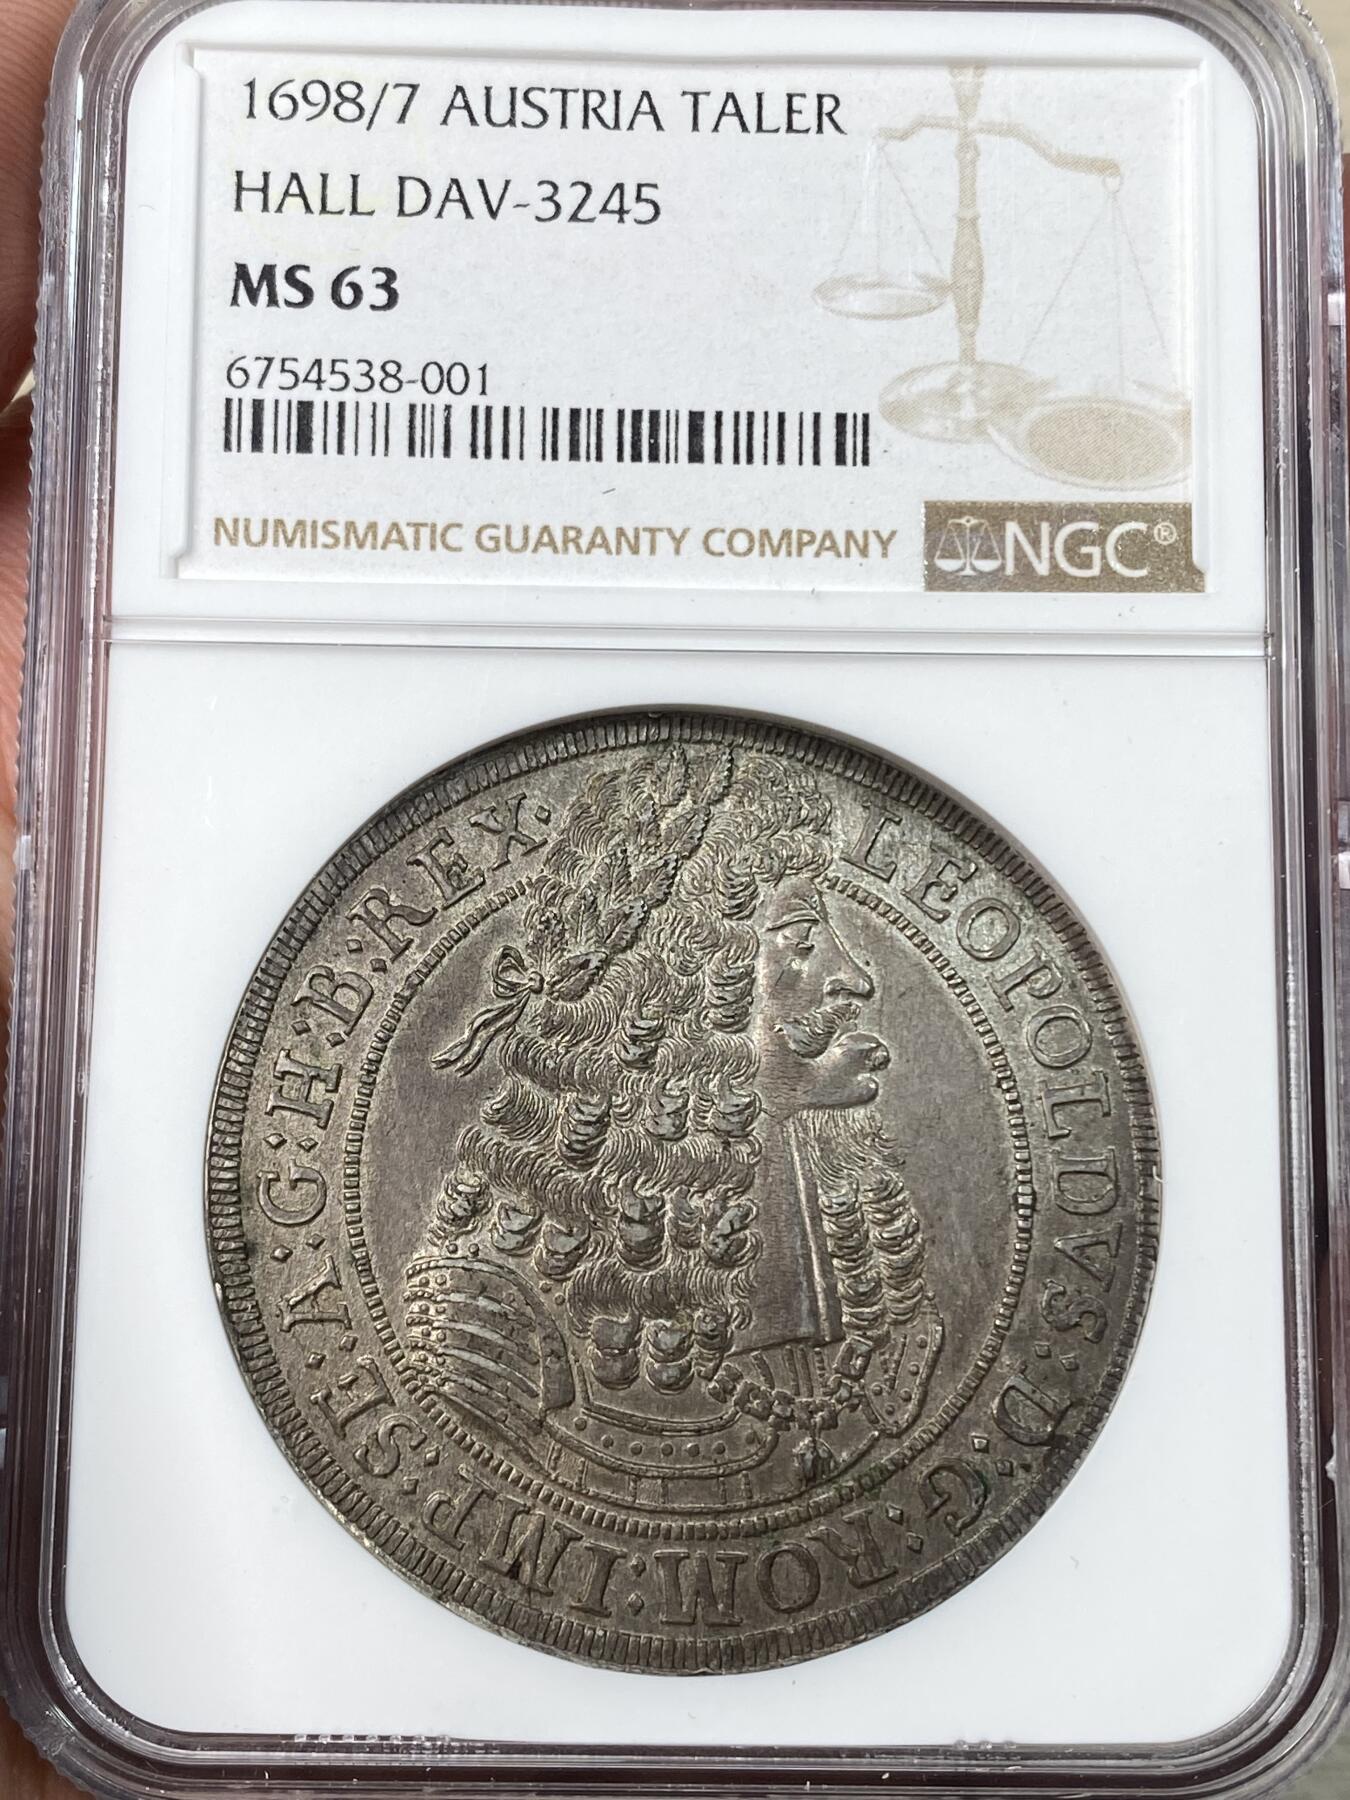 1698/7 AUSTRIA TALER
HALL DAV-3245
MS 63
6754538-001
NUMISMATIC GUARANTY COMPANY
NGC®
LEOPOLDVS:D:G:ROM:IMP:SE:A:G:H:B:REX·